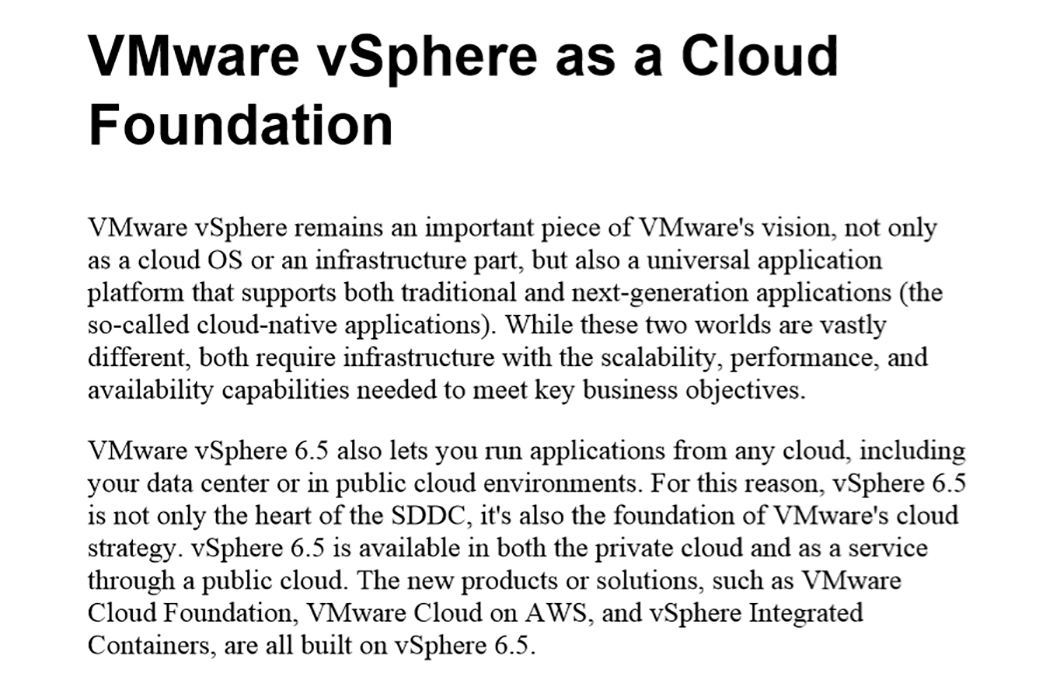 VMware vSphere as a Cloud
Foundation
VMware vSphere remains an important piece of VMware's vision, not only
as a cloud OS or an infrastructure part, but also a universal application
platform that supports both traditional and next-generation applications (the
so-called cloud-native applications). While these two worlds are vastly
different, both require infrastructure with the scalability, performance, and
availability capabilities needed to meet key business objectives.
VMware vSphere 6.5 also lets you run applications from any cloud, including
your data center or in public cloud environments. For this reason, vSphere 6.5
is not only the heart of the SDDC, it's also the foundation of VMware's cloud
strategy. vSphere 6.5 is available in both the private cloud and as a service
through a public cloud. The new products or solutions, such as VMware
Cloud Foundation, VMware Cloud on AWS, and vSphere Integrated
Containers, are all built on vSphere 6.5.